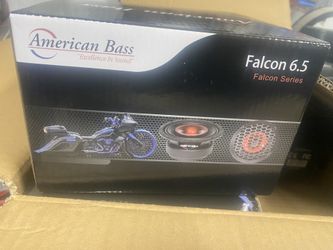 American Bass
Excellence In Sound
Falcon 6.5
Falcon Series